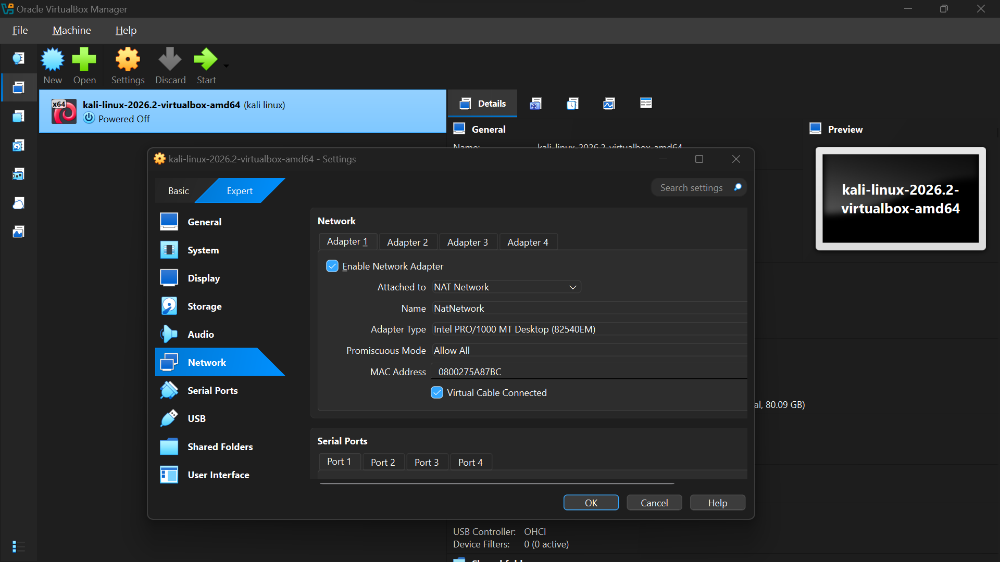 Oracle VirtualBox Manager
File Machine Help
New Open Settings Discard Start
x64
kali-linux-2026.2-virtualbox-amd64 (kali linux)
Powered Off
Details
General
Name: kali-linux-2026.2-virtualbox-amd64
Preview
kali-linux-2026.2-
virtualbox-amd64
kali-linux-2026.2-virtualbox-amd64 - Settings
Basic Expert
Search settings
General
System
Display
Storage
Audio
Network
Serial Ports
USB
Shared Folders
User Interface
Network
Adapter 1 Adapter 2 Adapter 3 Adapter 4
Enable Network Adapter
Attached to NAT Network
Name NatNetwork
Adapter Type Intel PRO/1000 MT Desktop (82540EM)
Promiscuous Mode Allow All
MAC Address 0800275A87BC
Virtual Cable Connected
Serial Ports
Port 1 Port 2 Port 3 Port 4
OK Cancel Help
al, 80.09 GB)
USB Controller: OHCI
Device Filters: 0 (0 active)